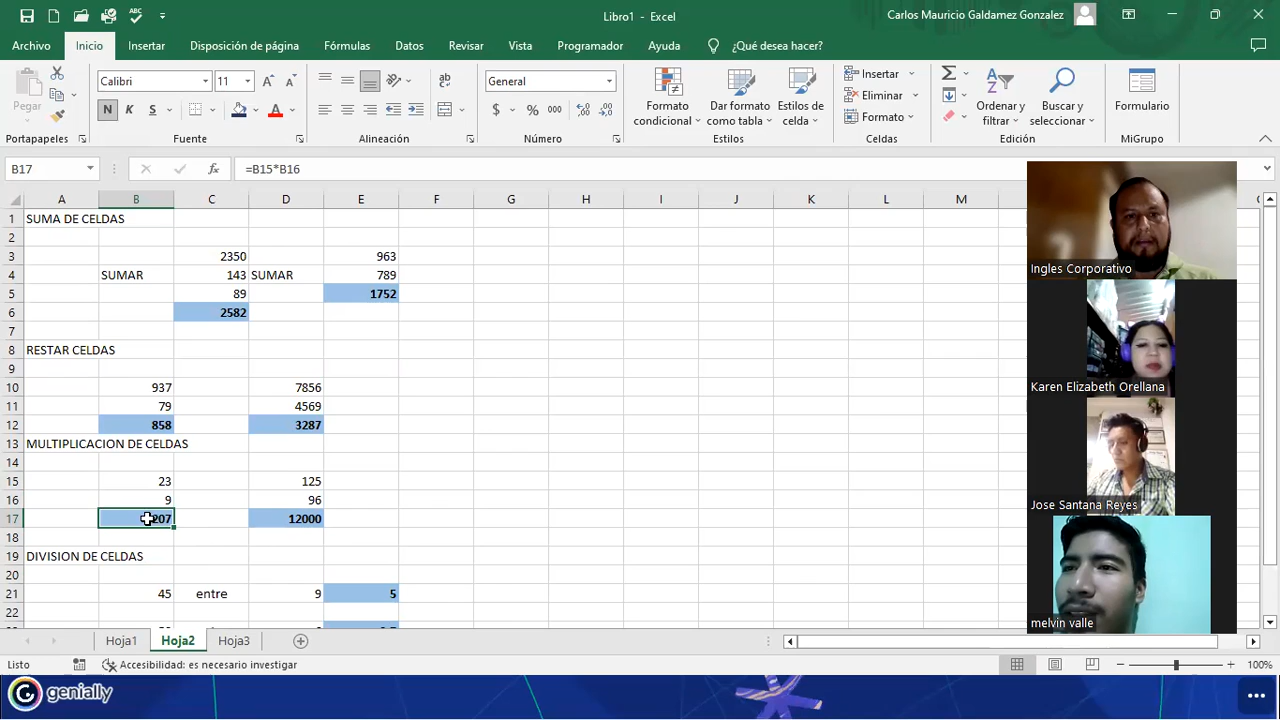 Libro1 - Excel
Carlos Mauricio Galdamez Gonzalez
Archivo Inicio Insertar Disposición de página Fórmulas Datos Revisar Vista Programador Ayuda ¿Qué desea hacer?
Pegar
Calibri 11
N K S
ab
General
$ % 000
Formato condicional
Dar formato como tabla
Estilos de celda
Insertar
Eliminar
Formato
Ordenar y filtrar
Buscar y seleccionar
Formulario
Portapapeles Fuente Alineación Número Estilos Celdas Edición MiGrupo
B17 fx =B15*B16
A B C D E F G H I J K L M
1 SUMA DE CELDAS
2
3 2350 963
4 SUMAR 143 SUMAR 789
5 89 1752
6 2582
7
8 RESTAR CELDAS
9
10 937 7856
11 79 4569
12 858 3287
13 MULTIPLICACION DE CELDAS
14
15 23 125
16 9 96
17 207 12000
18
19 DIVISION DE CELDAS
20
21 45 entre 9 5
22
Ingles Corporativo
Karen Elizabeth Orellana
Jose Santana Reyes
melvin valle
Hoja1 Hoja2 Hoja3
Listo Accesibilidad: es necesario investigar 100%
genially